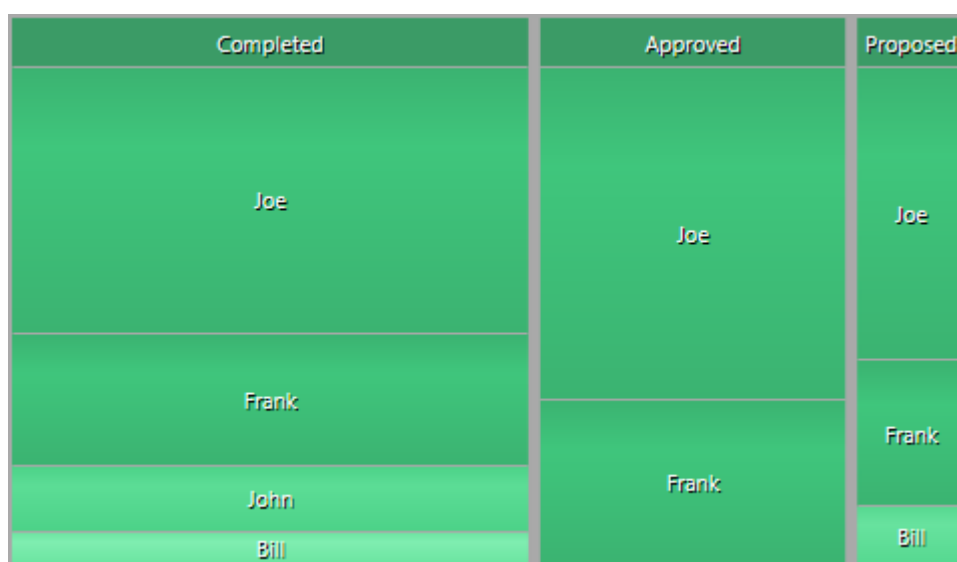 Completed
Approved
Proposed
Joe
Joe
Joe
Frank
Frank
Frank
John
Bill
Bill